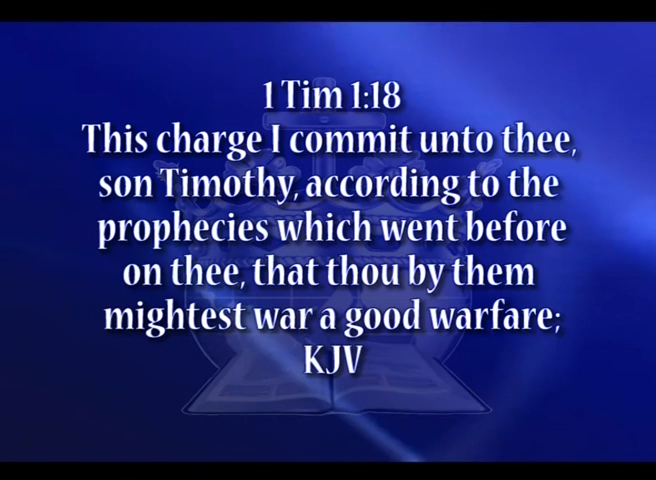 1 Tim 1:18
This charge I commit unto thee,
son Timothy, according to the
prophecies which went before
on thee, that thou by them
mightest war a good warfare;
KJV